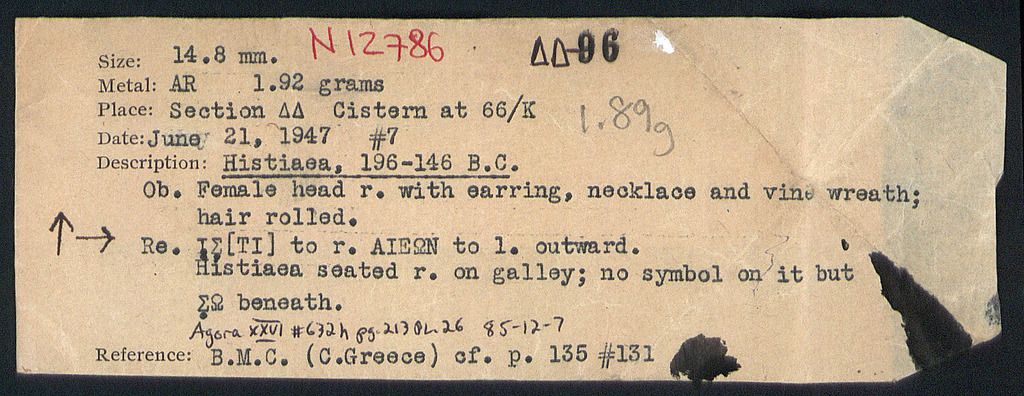 N12786
ΔΔ-96
Size: 14.8 mm.
Metal: AR 1.92 grams
Place: Section ΔΔ Cistern at 66/K
1.89g
Date: June 21, 1947 #7
Description: Histiaea, 196-146 B.C.
Ob. Female head r. with earring, necklace and vine wreath;
hair rolled.
↑→ Re. ΙΣ[ΤΙ] to r. ΑΙΕΩΝ to l. outward.
Histiaea seated r. on galley; no symbol on it but
ΣΩ beneath.
Agora XXVI #632h pg. 213 PL. 26 85-12-7
Reference: B.M.C. (C.Greece) cf. p. 135 #131